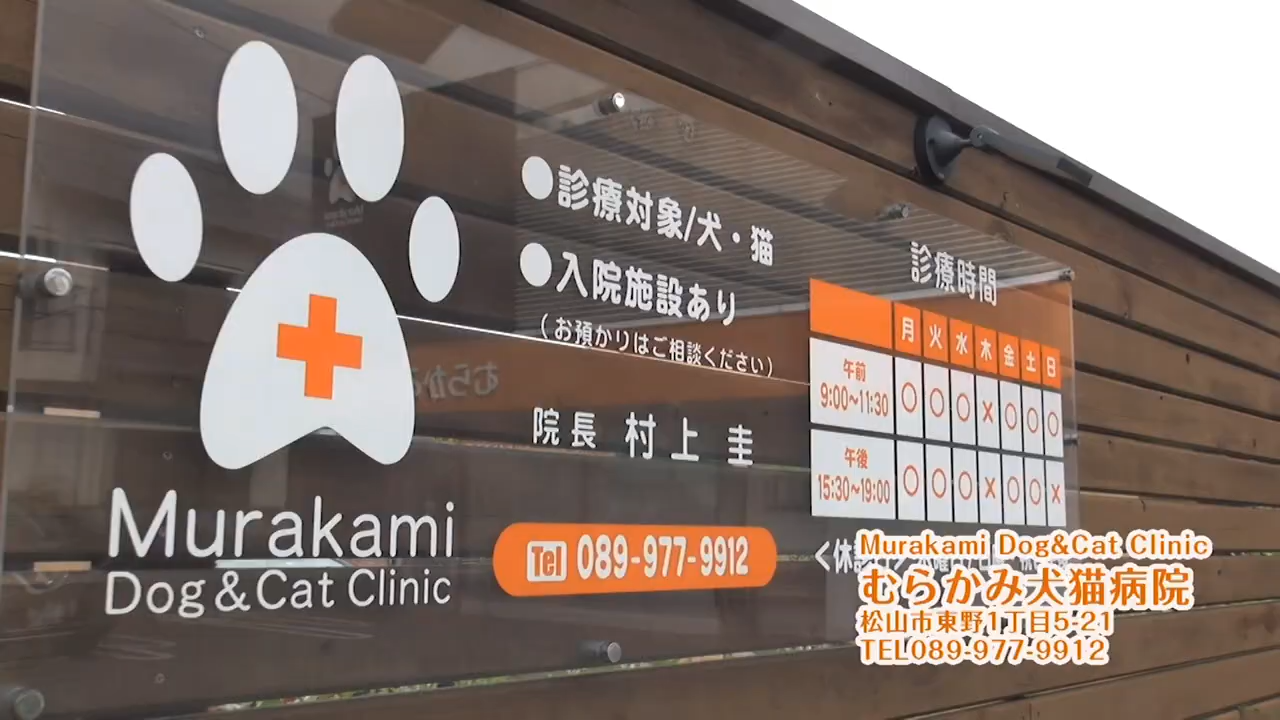 Murakami
Dog&Cat Clinic
●診療対象/犬・猫
●入院施設あり
(お預かりはご相談ください)
院長 村上 圭
Tel 089-977-9912
診療時間
月 火 水 木 金 土 日
午前 9:00~11:30 ○ ○ ○ × ○ ○ ○
午後 15:30~19:00 ○ ○ ○ × ○ ○ ×
Murakami Dog&Cat Clinic
むらかみ犬猫病院
松山市東野1丁目5-21
TEL089-977-9912